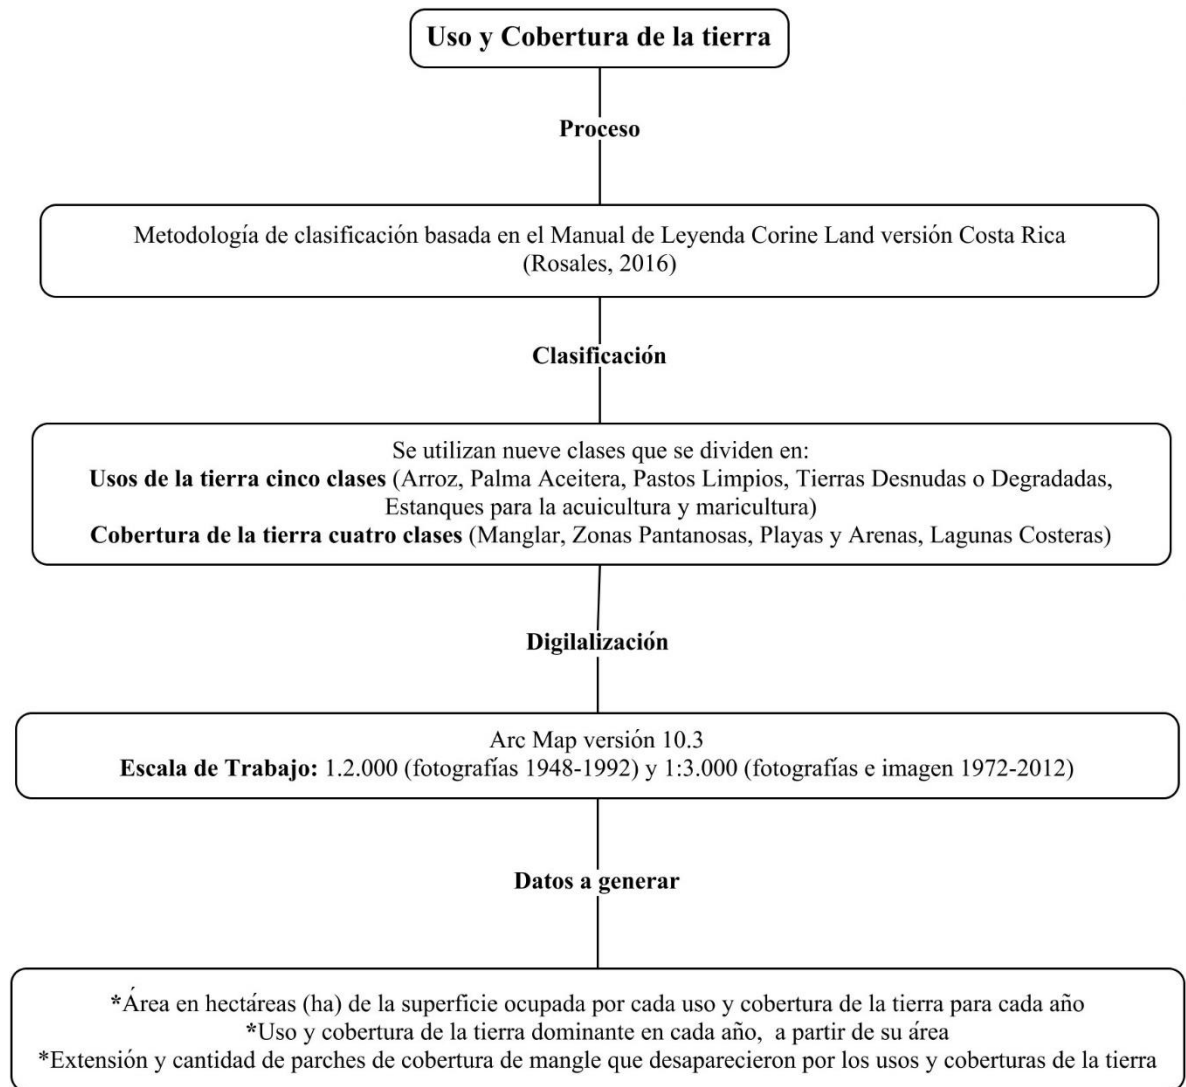 Uso y Cobertura de la tierra
Proceso
Metodología de clasificación basada en el Manual de Leyenda Corine Land versión Costa Rica
(Rosales, 2016)
Clasificación
Se utilizan nueve clases que se dividen en:
Usos de la tierra cinco clases (Arroz, Palma Aceitera, Pastos Limpios, Tierras Desnudas o Degradadas,
Estanques para la acuicultura y maricultura)
Cobertura de la tierra cuatro clases (Manglar, Zonas Pantanosas, Playas y Arenas, Lagunas Costeras)
Digilalización
Arc Map versión 10.3
Escala de Trabajo: 1.2.000 (fotografías 1948-1992) y 1:3.000 (fotografías e imagen 1972-2012)
Datos a generar
*Área en hectáreas (ha) de la superficie ocupada por cada uso y cobertura de la tierra para cada año
*Uso y cobertura de la tierra dominante en cada año, a partir de su área
*Extensión y cantidad de parches de cobertura de mangle que desaparecieron por los usos y coberturas de la tierra